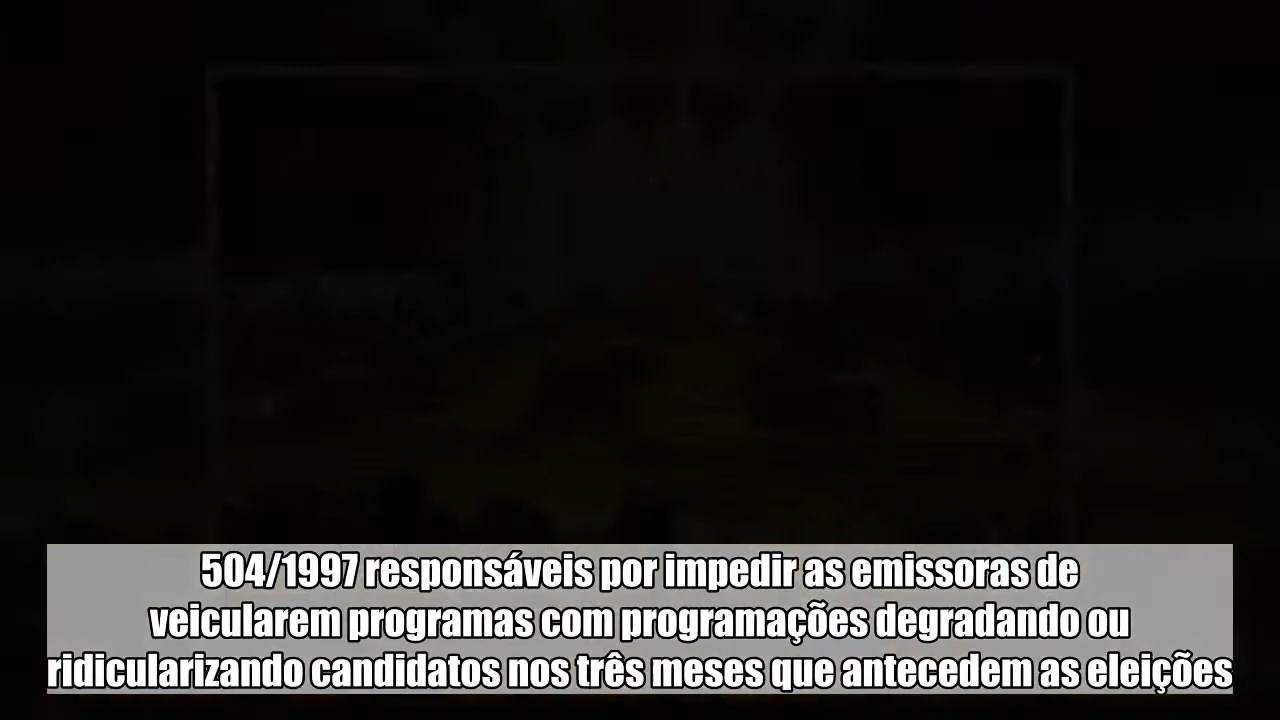 504/1997 responsáveis por impedir as emissoras de
veicularem programas com programações degradando ou
ridicularizando candidatos nos três meses que antecedem as eleições